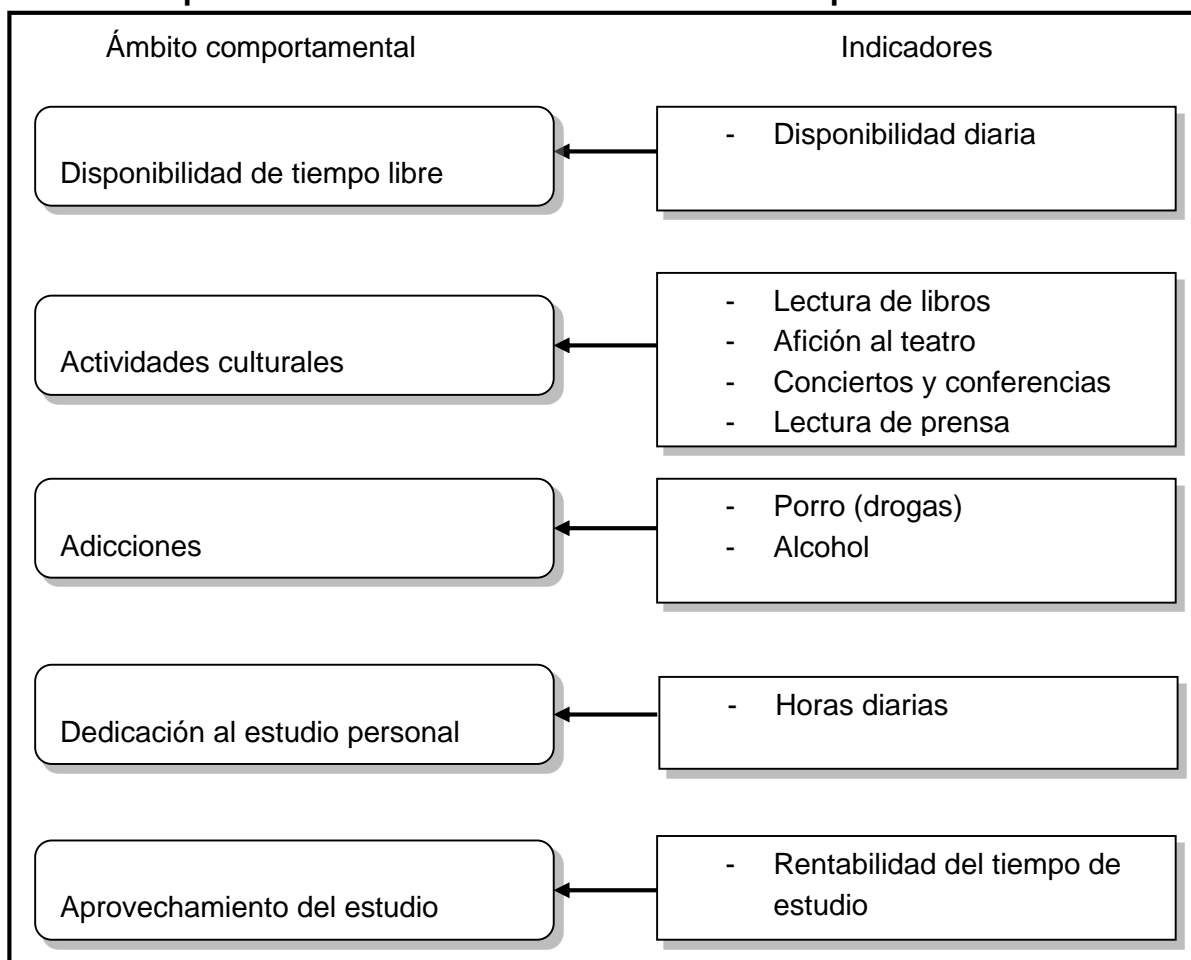 Ámbito comportamental
Indicadores
Disponibilidad de tiempo libre
- Disponibilidad diaria
Actividades culturales
- Lectura de libros
- Afición al teatro
- Conciertos y conferencias
- Lectura de prensa
Adicciones
- Porro (drogas)
- Alcohol
Dedicación al estudio personal
- Horas diarias
Aprovechamiento del estudio
- Rentabilidad del tiempo de
estudio